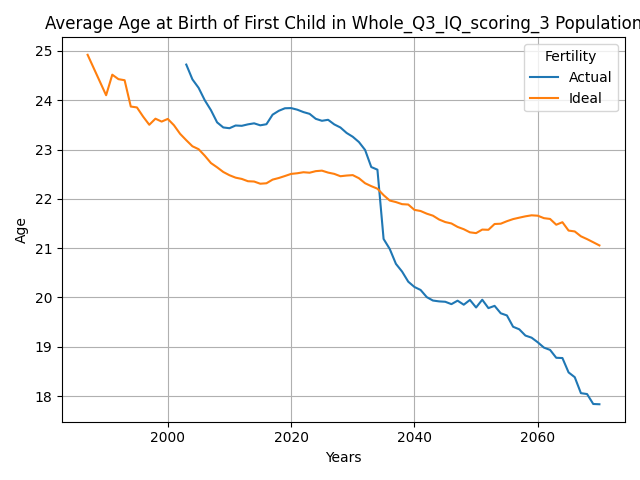 Average Age at Birth of First Child in Whole_Q3_IQ_scoring_3 Population
Fertility
Actual
Ideal
Age
25
24
23
22
21
20
19
18
2000 2020 2040 2060
Years